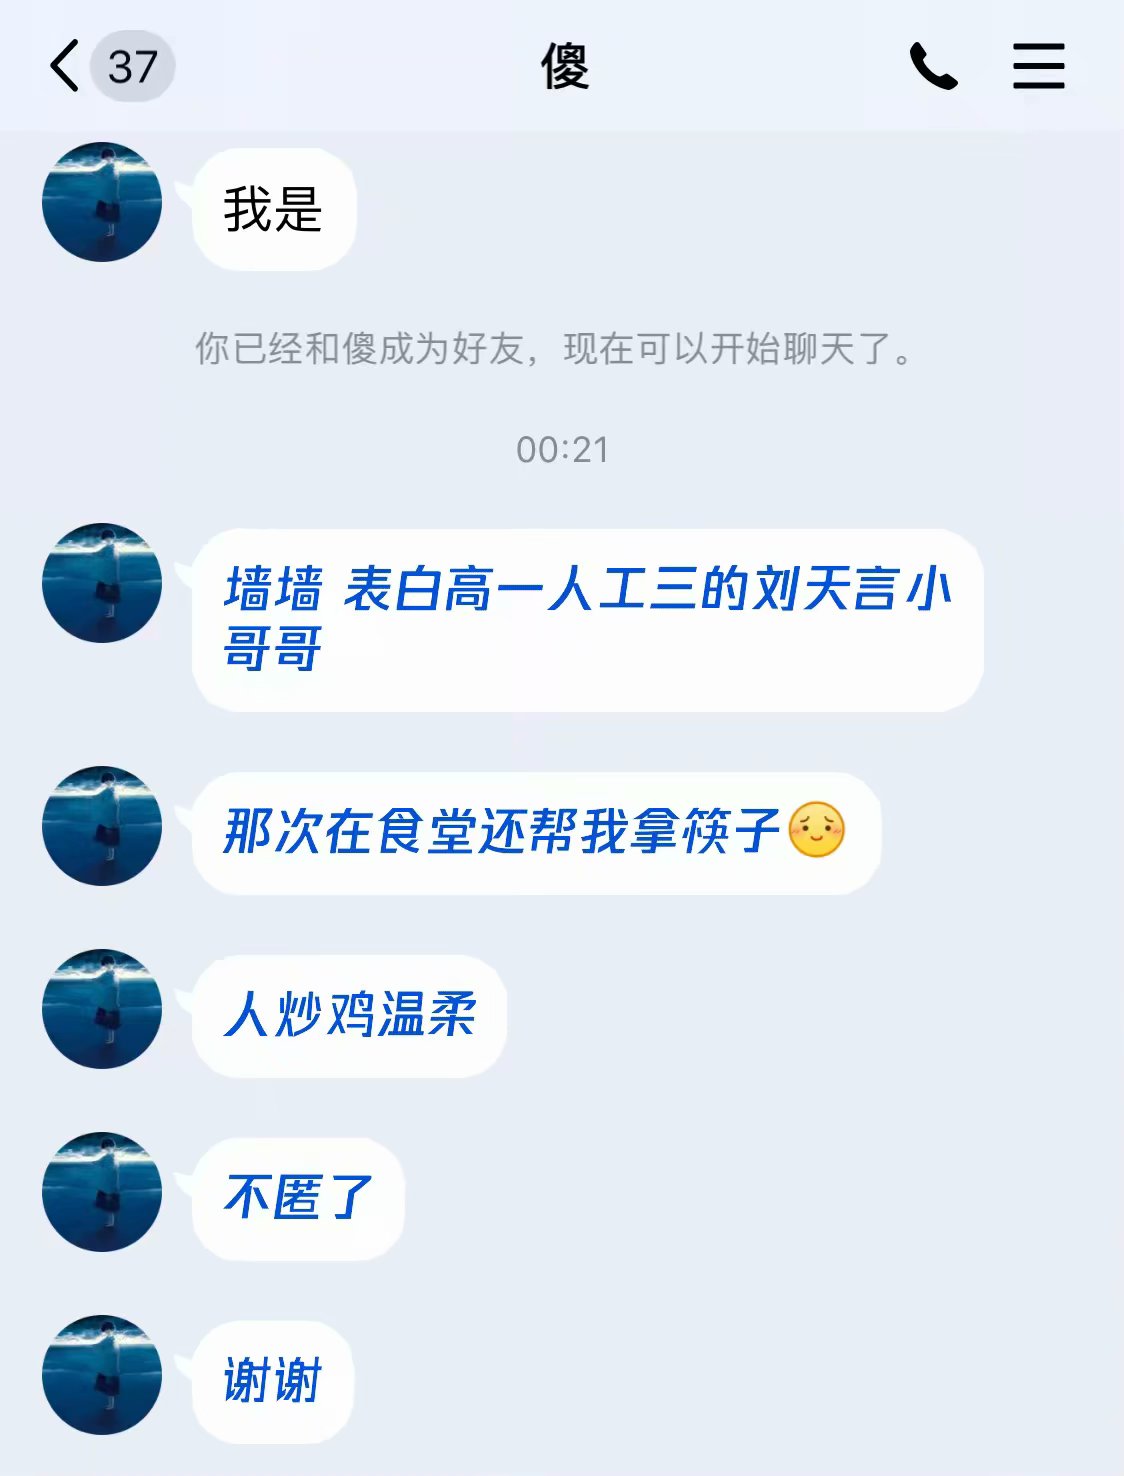 37
傻
我是
你已经和傻成为好友，现在可以开始聊天了。
00:21
墙墙 表白高一人工三的刘天言小
哥哥
那次在食堂还帮我拿筷子
人炒鸡温柔
不匿了
谢谢